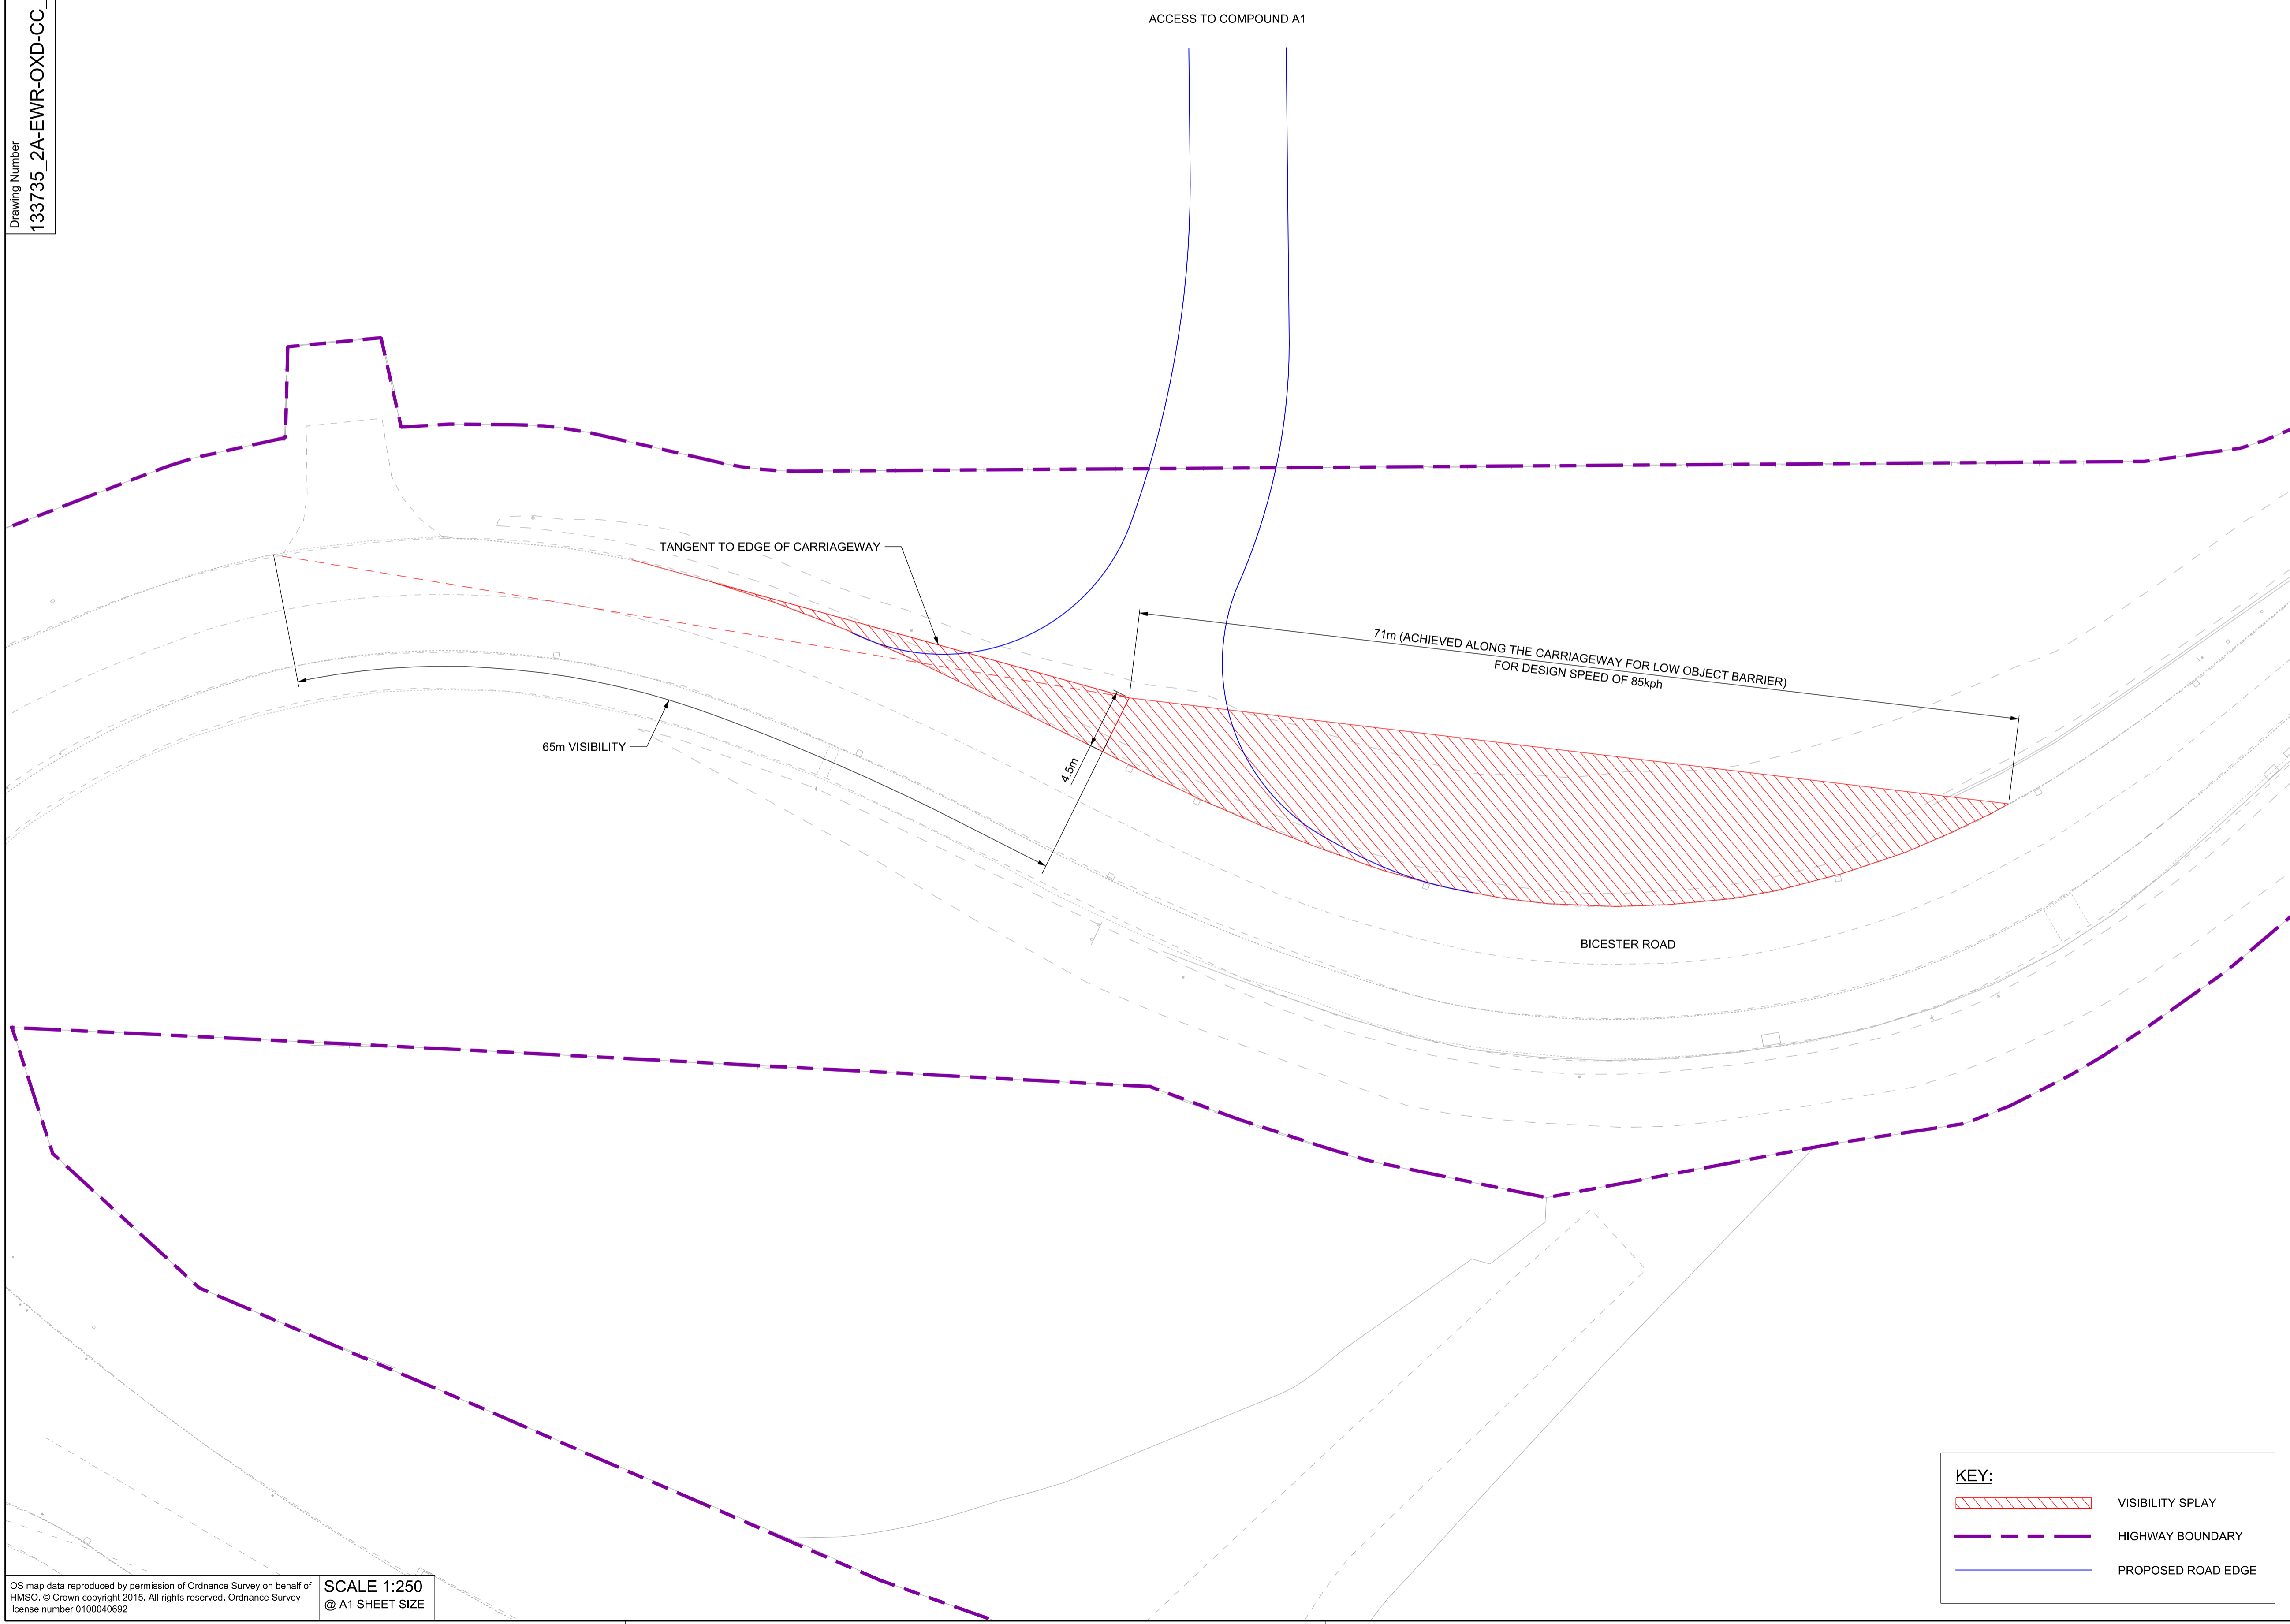 Drawing Number
133735_2A-EWR-OXD-CC_
ACCESS TO COMPOUND A1
TANGENT TO EDGE OF CARRIAGEWAY
71m (ACHIEVED ALONG THE CARRIAGEWAY FOR LOW OBJECT BARRIER)
FOR DESIGN SPEED OF 85kph
65m VISIBILITY
4.5m
BICESTER ROAD
KEY:
VISIBILITY SPLAY
HIGHWAY BOUNDARY
PROPOSED ROAD EDGE
OS map data reproduced by permission of Ordnance Survey on behalf of
HMSO. © Crown copyright 2015. All rights reserved. Ordnance Survey
license number 0100040692
SCALE 1:250
@ A1 SHEET SIZE